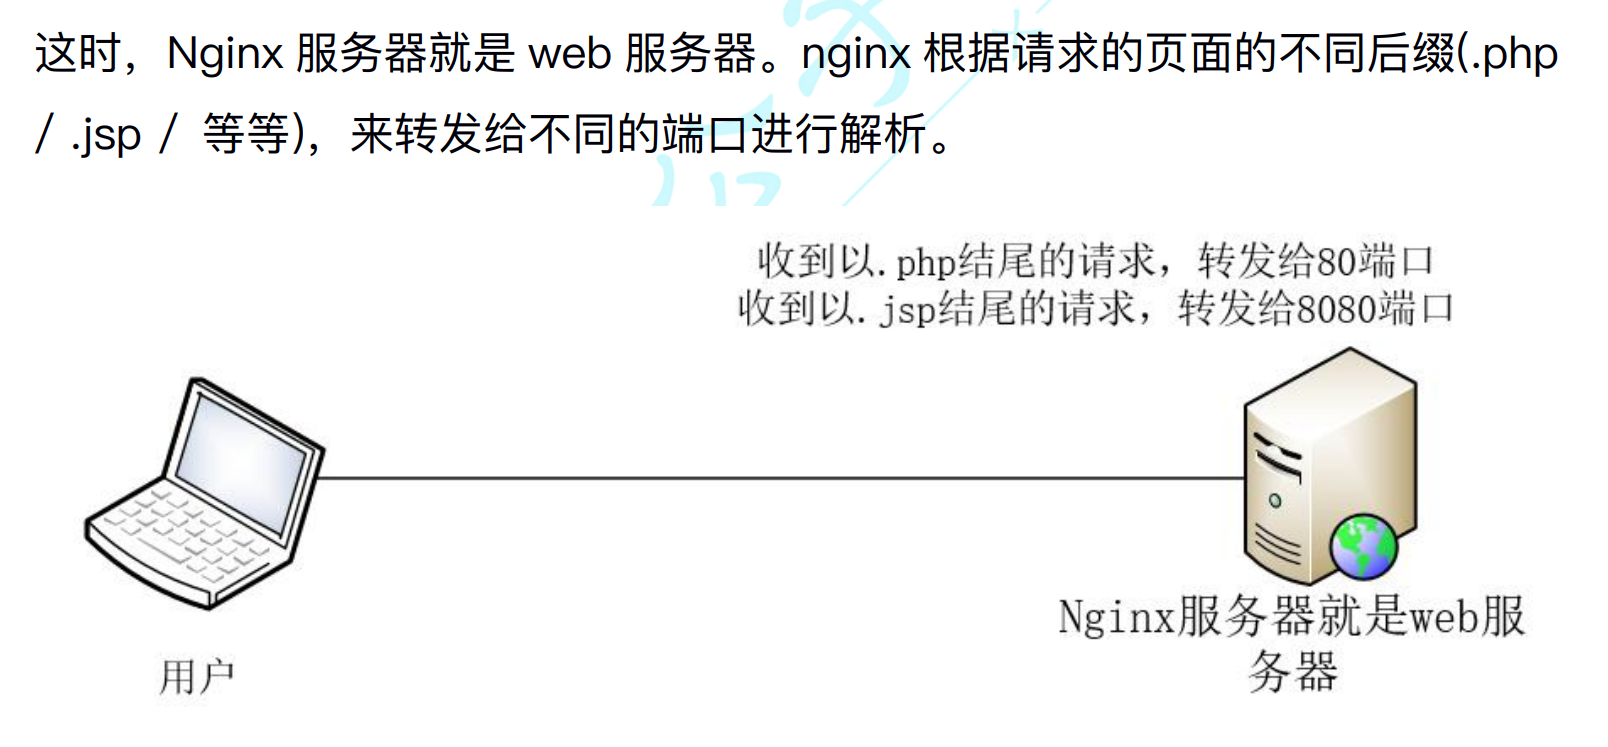 这时，Nginx 服务器就是 web 服务器。nginx 根据请求的页面的不同后缀(.php
/ .jsp / 等等)，来转发给不同的端口进行解析。
收到以.php结尾的请求，转发给80端口
收到以.jsp结尾的请求，转发给8080端口
用户
Nginx服务器就是web服
务器